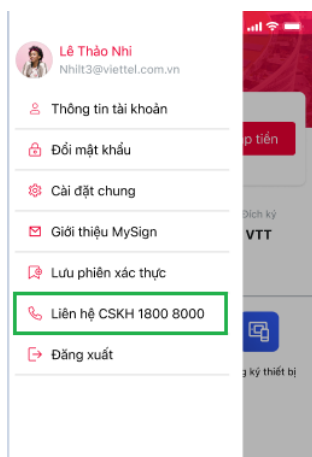 Lê Thảo Nhi
Nhilt3@viettel.com.vn
Thông tin tài khoản
p tiền
Đổi mật khẩu
Cài đặt chung
Đích ký
Giới thiệu MySign
VTT
Lưu phiên xác thực
Liên hệ CSKH 1800 8000
Đăng xuất
ký thiết bị